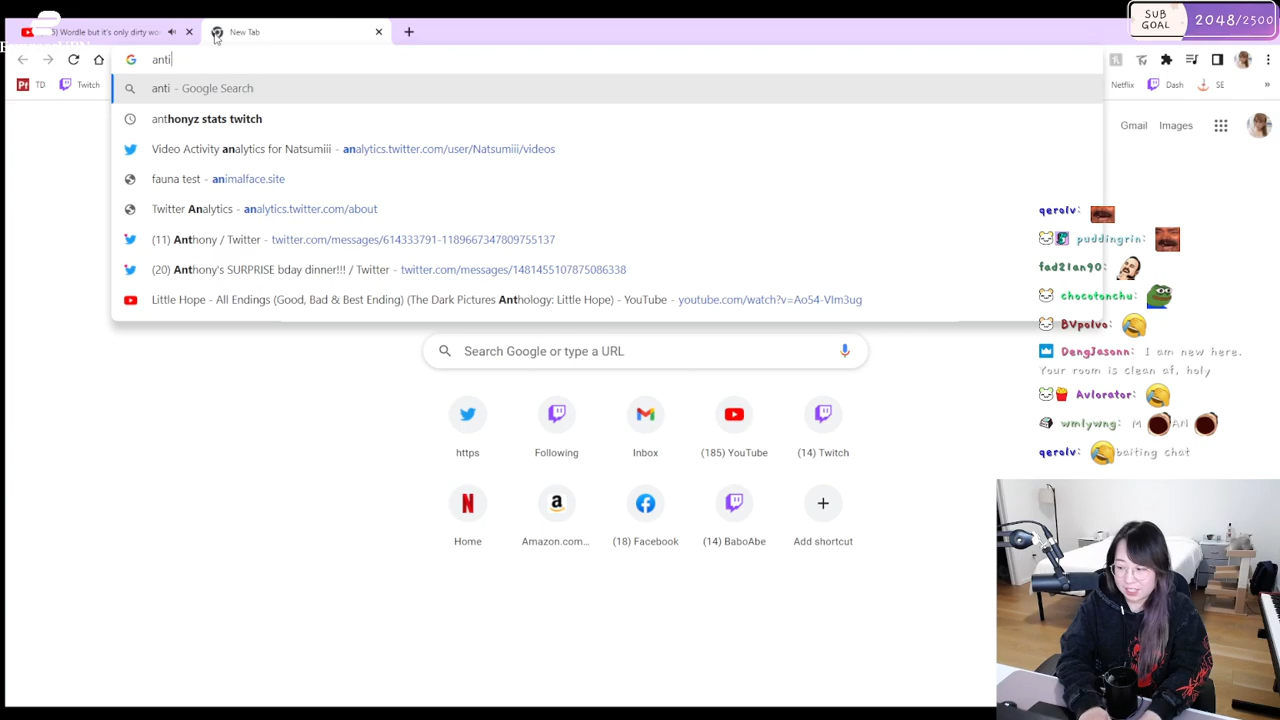 5) Wordle but it's only dirty wo
New Tab
SUB GOAL
2048/2500
anti
TD
Twitch
Netflix
Dash
SE
»
anti - Google Search
anthonyz stats twitch
Video Activity analytics for Natsumiii - analytics.twitter.com/user/Natsumiii/videos
fauna test - animalface.site
Twitter Analytics - analytics.twitter.com/about
(11) Anthony / Twitter - twitter.com/messages/614333791-1189667347809755137
(20) Anthony's SURPRISE bday dinner!!! / Twitter - twitter.com/messages/1481455107875086338
Little Hope - All Endings (Good, Bad & Best Ending) (The Dark Pictures Anthology: Little Hope) - YouTube - youtube.com/watch?v=Ao54-VIm3ug
Gmail
Images
Search Google or type a URL
https
Following
Inbox
(185) YouTube
(14) Twitch
Home
Amazon.com...
(18) Facebook
(14) BaboAbe
Add shortcut
qerolv:
puddingrin:
fad21an90:
chocotonchu:
BVpolvo:
DengJasonn: I am new here.
Your room is clean af, holy
Avlorator:
wmlywng: M AM
qerolv: baiting chat